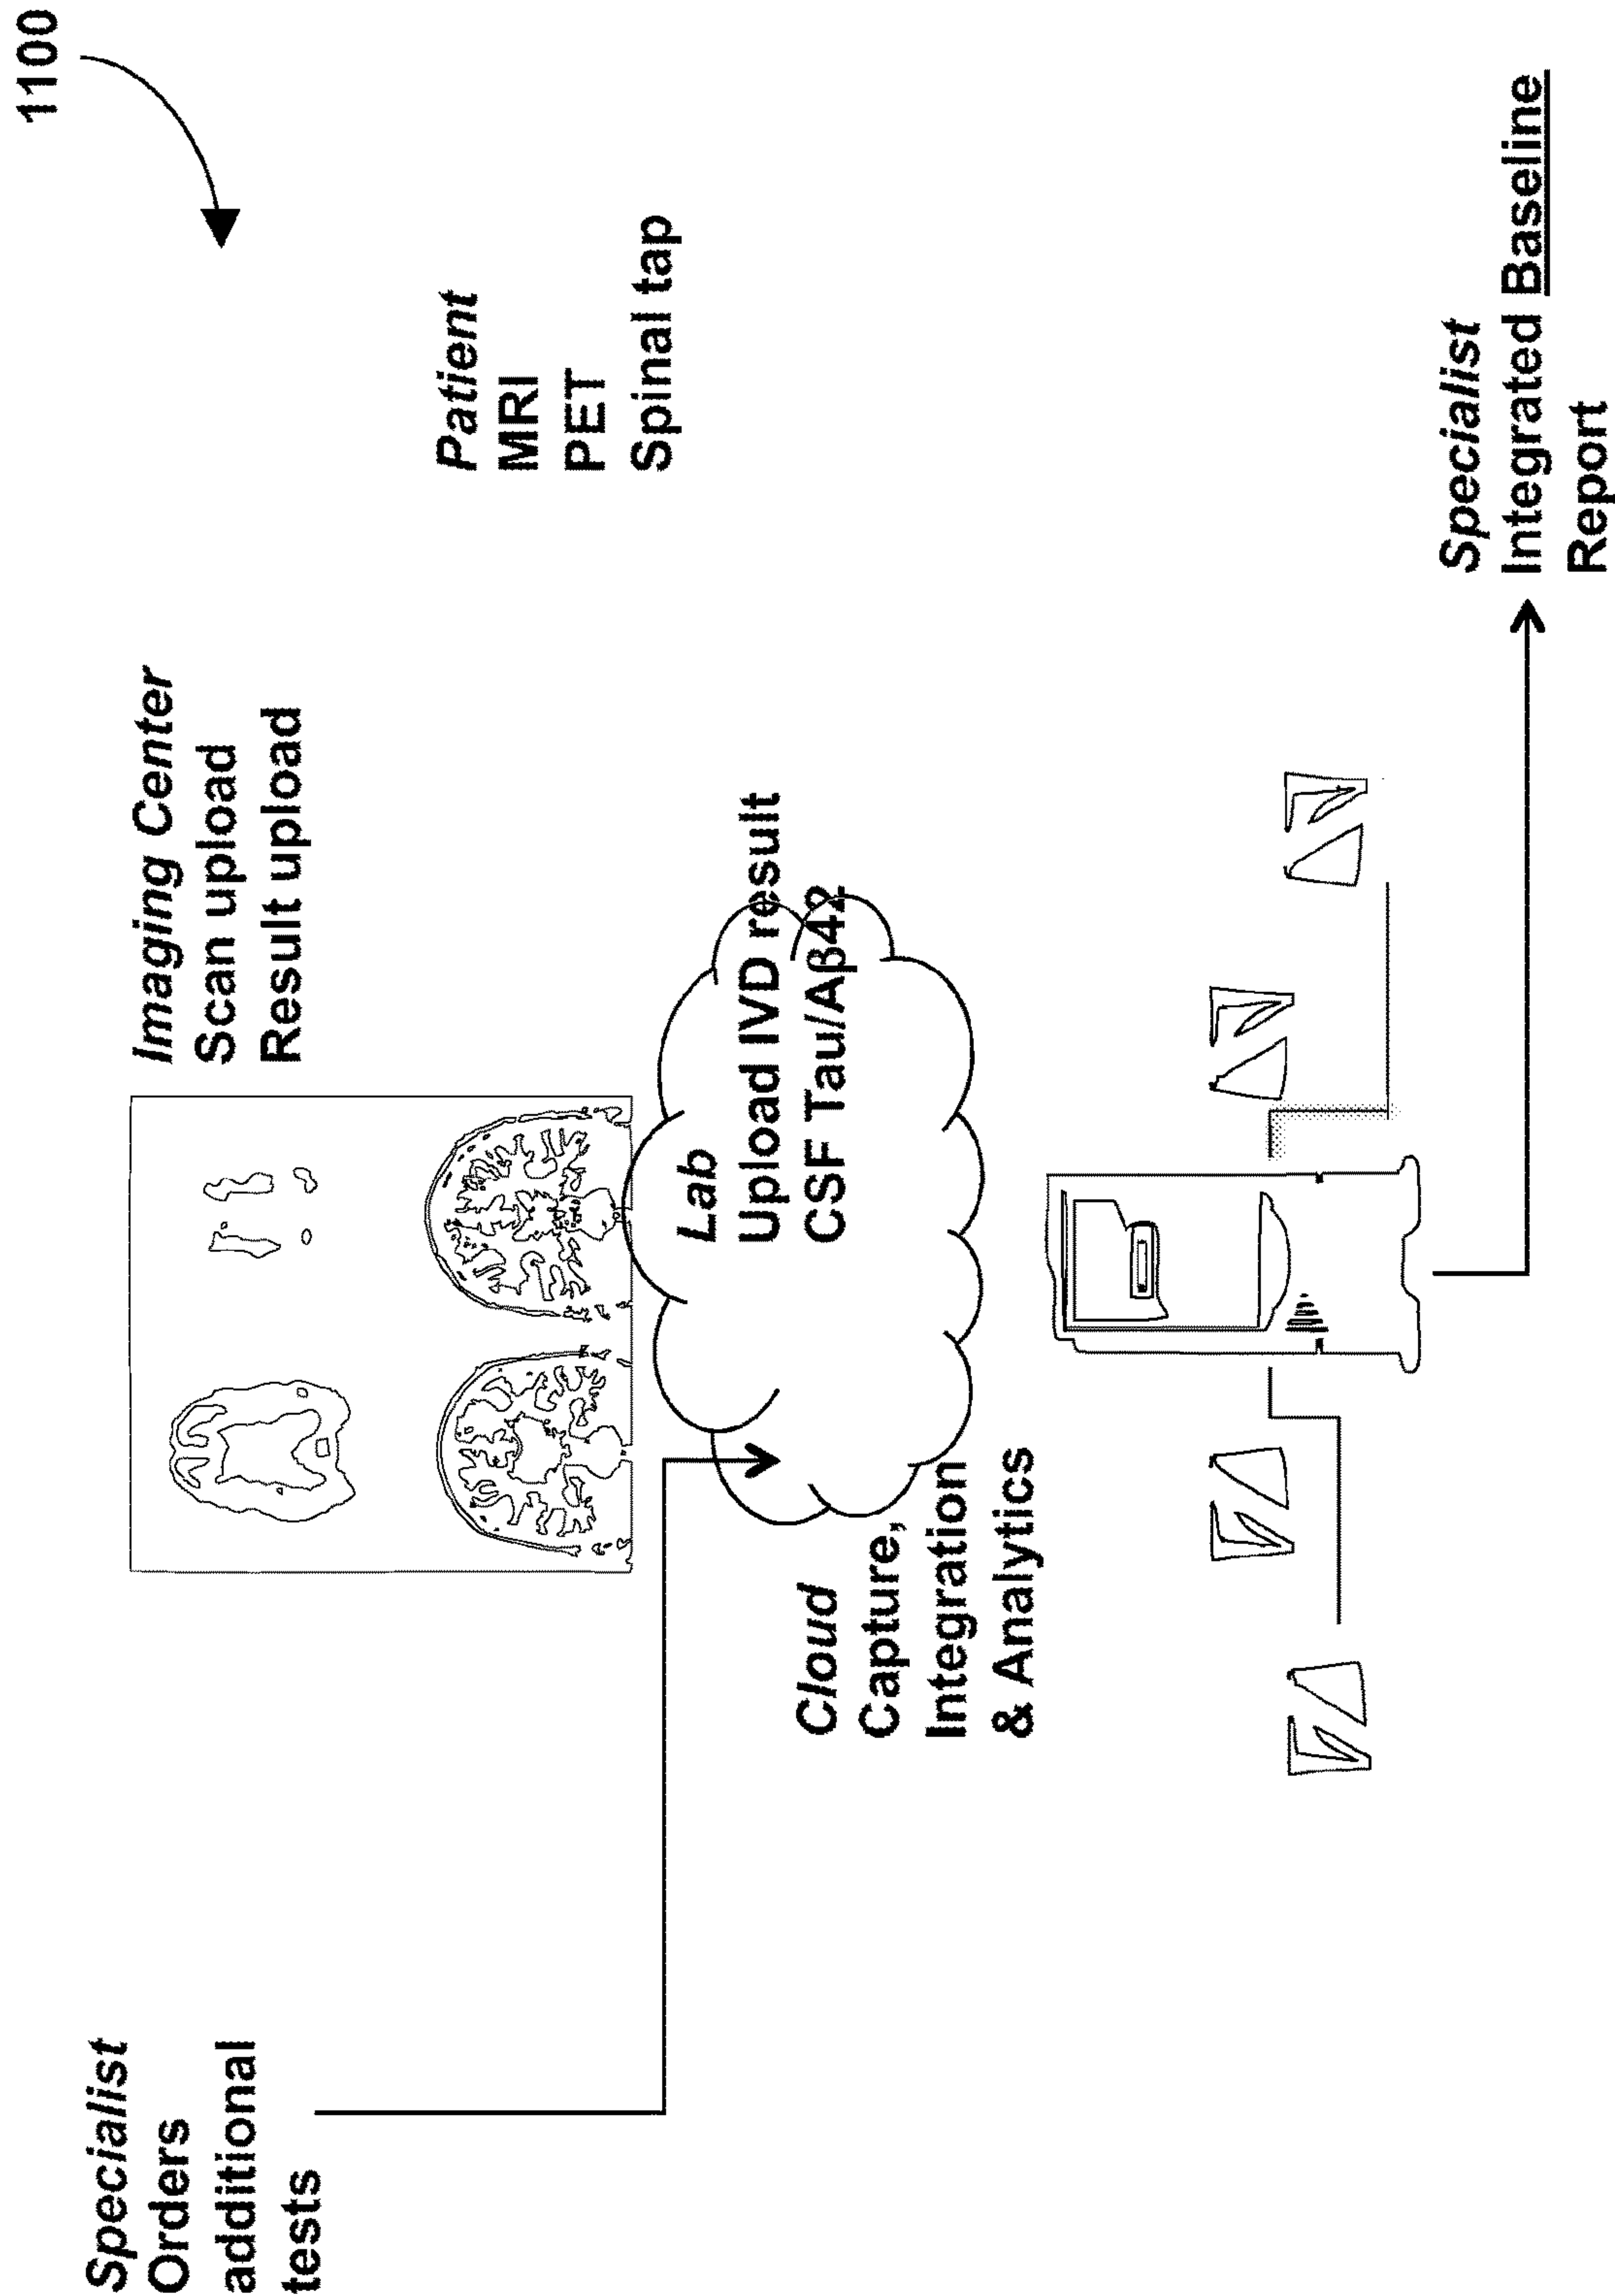 1100
Specialist
Orders
additional
tests
Imaging Center
Scan upload
Result upload
Patient
MRI
PET
Spinal tap
Lab
Upload IVD result
CSF Tau/Aβ42
Cloud
Capture,
Integration
& Analytics
Specialist
Integrated Baseline
Report